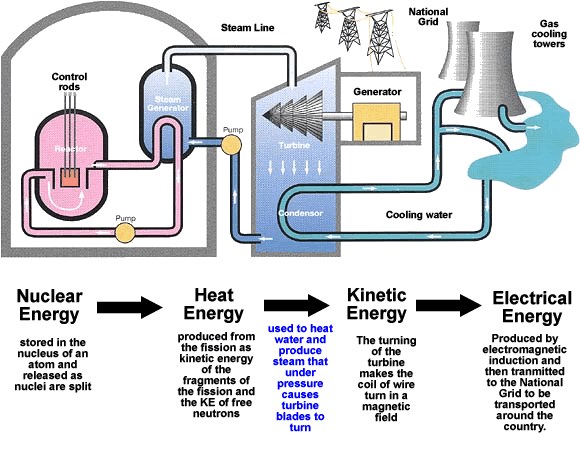 Steam Line
National
Grid
Gas
cooling
towers
Control
rods
Steam
Generator
Generator
Reactor
Pump
Turbine
Pump
Condensor
Cooling water
Nuclear
Energy
stored in the
nucleus of an
atom and
released as
nuclei are split
Heat
Energy
produced from
the fission as
kinetic energy
of the
fragments of
the fission and
the KE of free
neutrons
used to heat
water and
produce
steam that
under
pressure
causes
turbine
blades to
turn
Kinetic
Energy
The turning
of the
turbine
makes the
coil of wire
turn in a
magnetic
field
Electrical
Energy
Produced by
electromagnetic
induction and
then tranmitted
to the National
Grid to be
transported
around the
country.